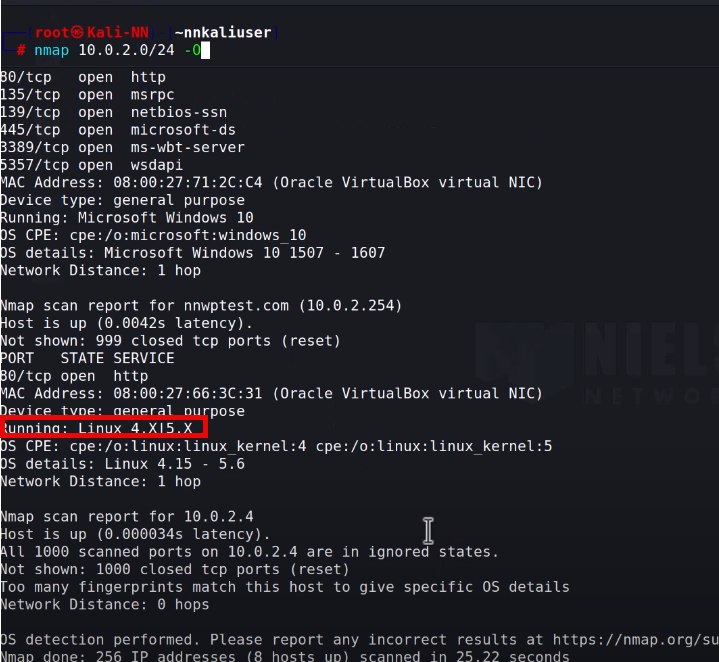 root㉿Kali-NN ~nnkaliuser
# nmap 10.0.2.0/24 -O
80/tcp   open  http
135/tcp  open  msrpc
139/tcp  open  netbios-ssn
445/tcp  open  microsoft-ds
3389/tcp open  ms-wbt-server
5357/tcp open  wsdapi
MAC Address: 08:00:27:71:2C:C4 (Oracle VirtualBox virtual NIC)
Device type: general purpose
Running: Microsoft Windows 10
OS CPE: cpe:/o:microsoft:windows_10
OS details: Microsoft Windows 10 1507 - 1607
Network Distance: 1 hop
Nmap scan report for nnwptest.com (10.0.2.254)
Host is up (0.0042s latency).
Not shown: 999 closed tcp ports (reset)
PORT   STATE SERVICE
80/tcp open  http
MAC Address: 08:00:27:66:3C:31 (Oracle VirtualBox virtual NIC)
Device type: general purpose
Running: Linux 4.X|5.X
OS CPE: cpe:/o:linux:linux_kernel:4 cpe:/o:linux:linux_kernel:5
OS details: Linux 4.15 - 5.6
Network Distance: 1 hop
Nmap scan report for 10.0.2.4
Host is up (0.000034s latency).
All 1000 scanned ports on 10.0.2.4 are in ignored states.
Not shown: 1000 closed tcp ports (reset)
Too many fingerprints match this host to give specific OS details
Network Distance: 0 hops
OS detection performed. Please report any incorrect results at https://nmap.org/su
Nmap done: 256 IP addresses (8 hosts up) scanned in 25.22 seconds
NIELS
NETWOR